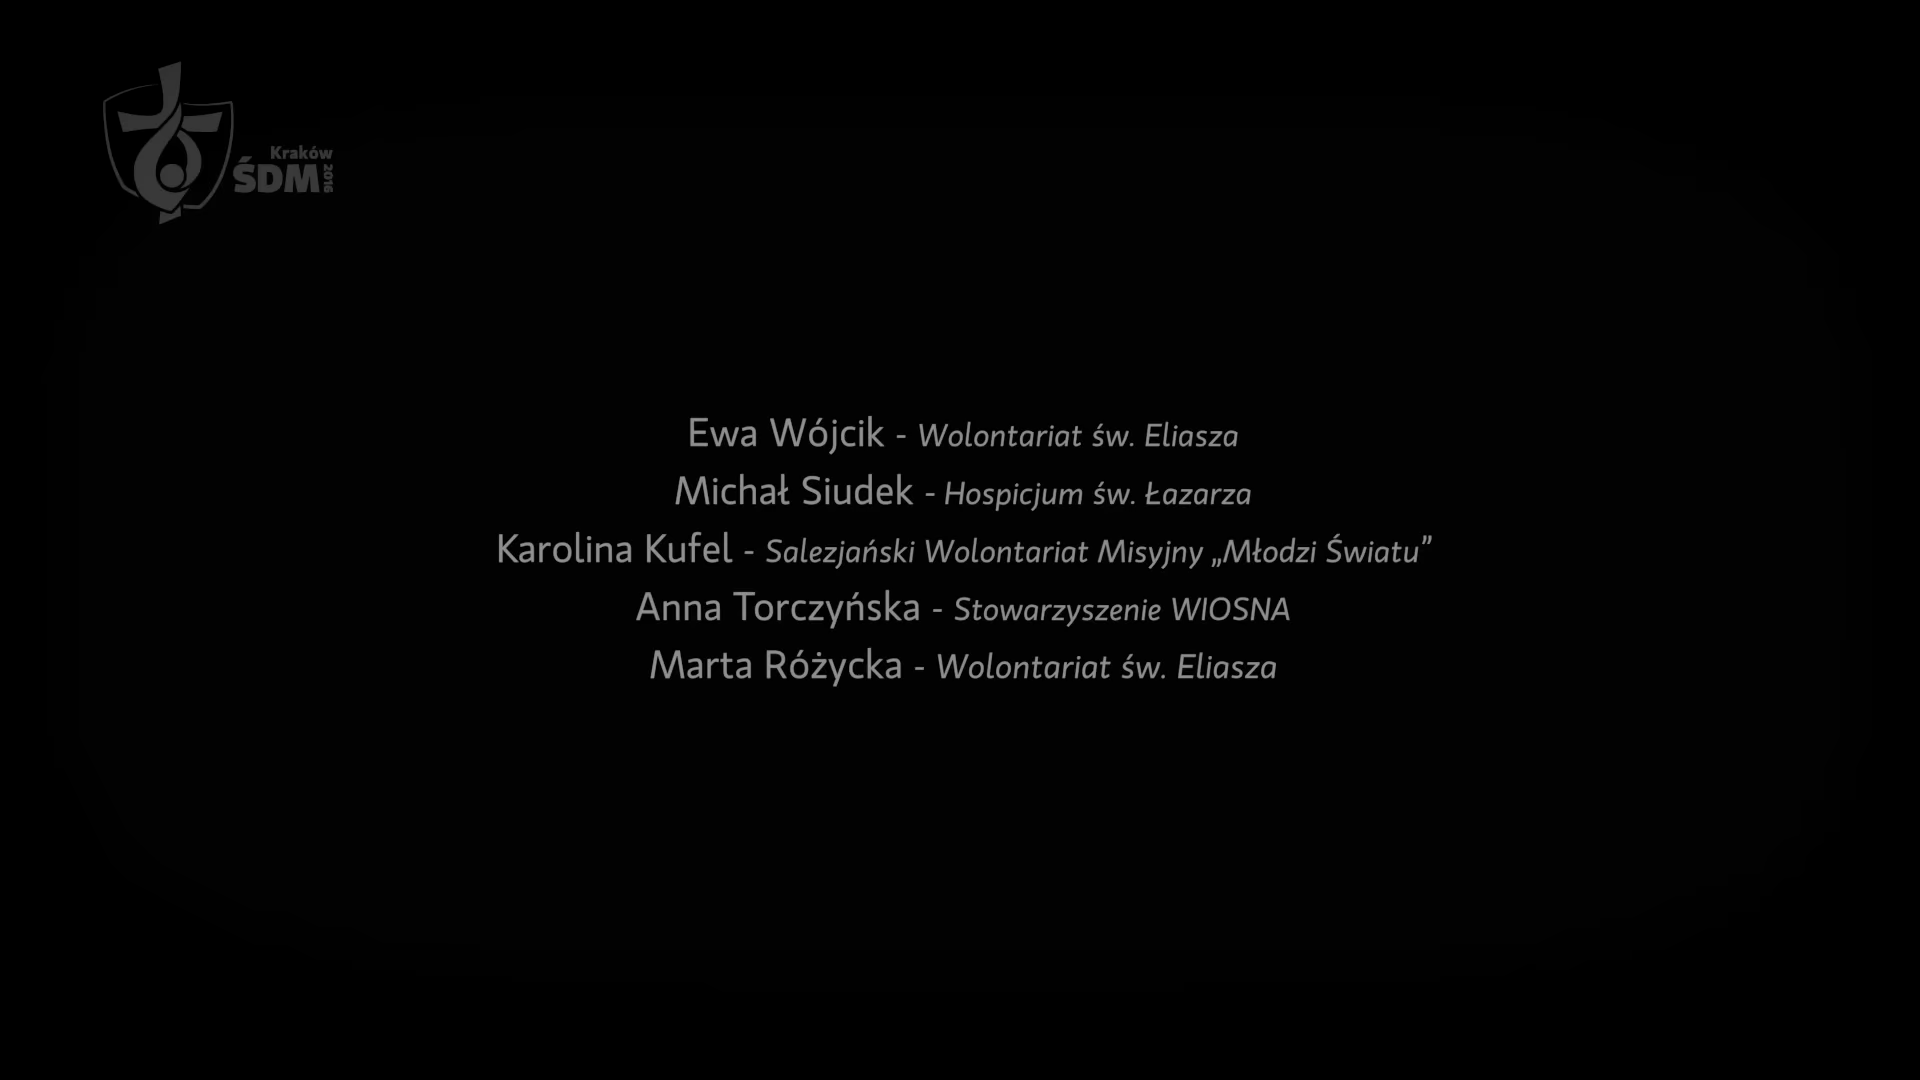 Kraków
ŚDM 2016
Ewa Wójcik - Wolontariat św. Eliasza
Michał Siudek - Hospicjum św. Łazarza
Karolina Kufel - Salezjański Wolontariat Misyjny „Młodzi Światu”
Anna Torczyńska - Stowarzyszenie WIOSNA
Marta Różycka - Wolontariat św. Eliasza